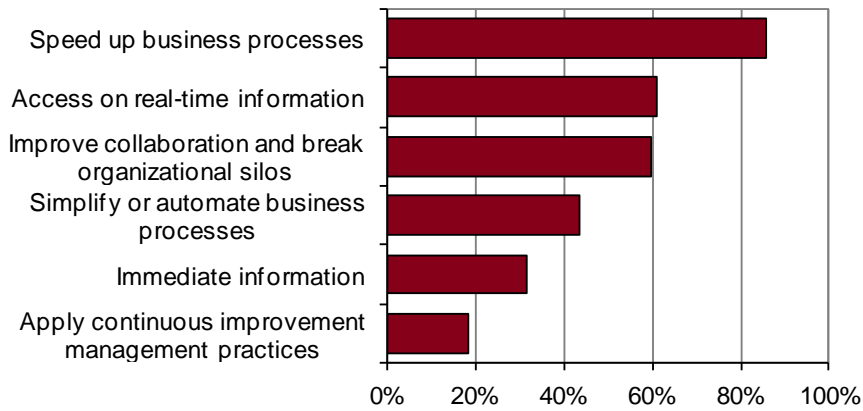 Speed up business processes
Access on real-time information
Improve collaboration and break
organizational silos
Simplify or automate business
processes
Immediate information
Apply continuous improvement
management practices
0% 20% 40% 60% 80% 100%